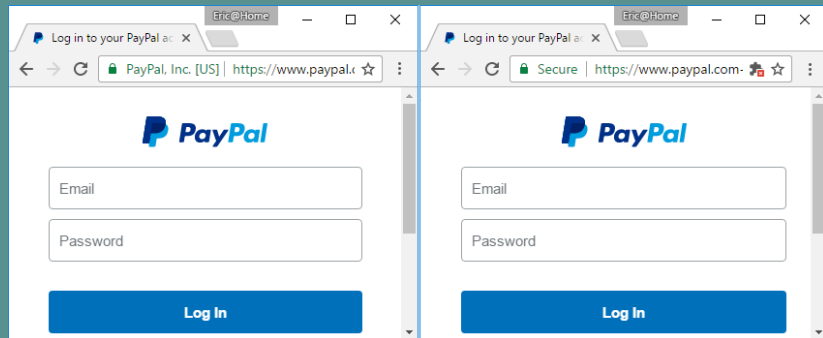 Eric@Home
Log in to your PayPal ac
PayPal, Inc. [US] https://www.paypal.c
PayPal
Email
Password
Log In
Eric@Home
Log in to your PayPal ac
Secure https://www.paypal.com-
PayPal
Email
Password
Log In